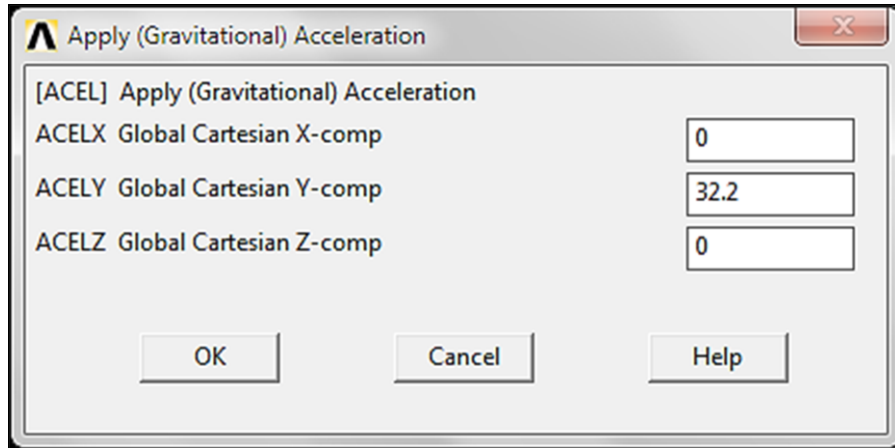 Apply (Gravitational) Acceleration
[ACEL] Apply (Gravitational) Acceleration
ACELX Global Cartesian X-comp 0
ACELY Global Cartesian Y-comp 32.2
ACELZ Global Cartesian Z-comp 0
OK Cancel Help